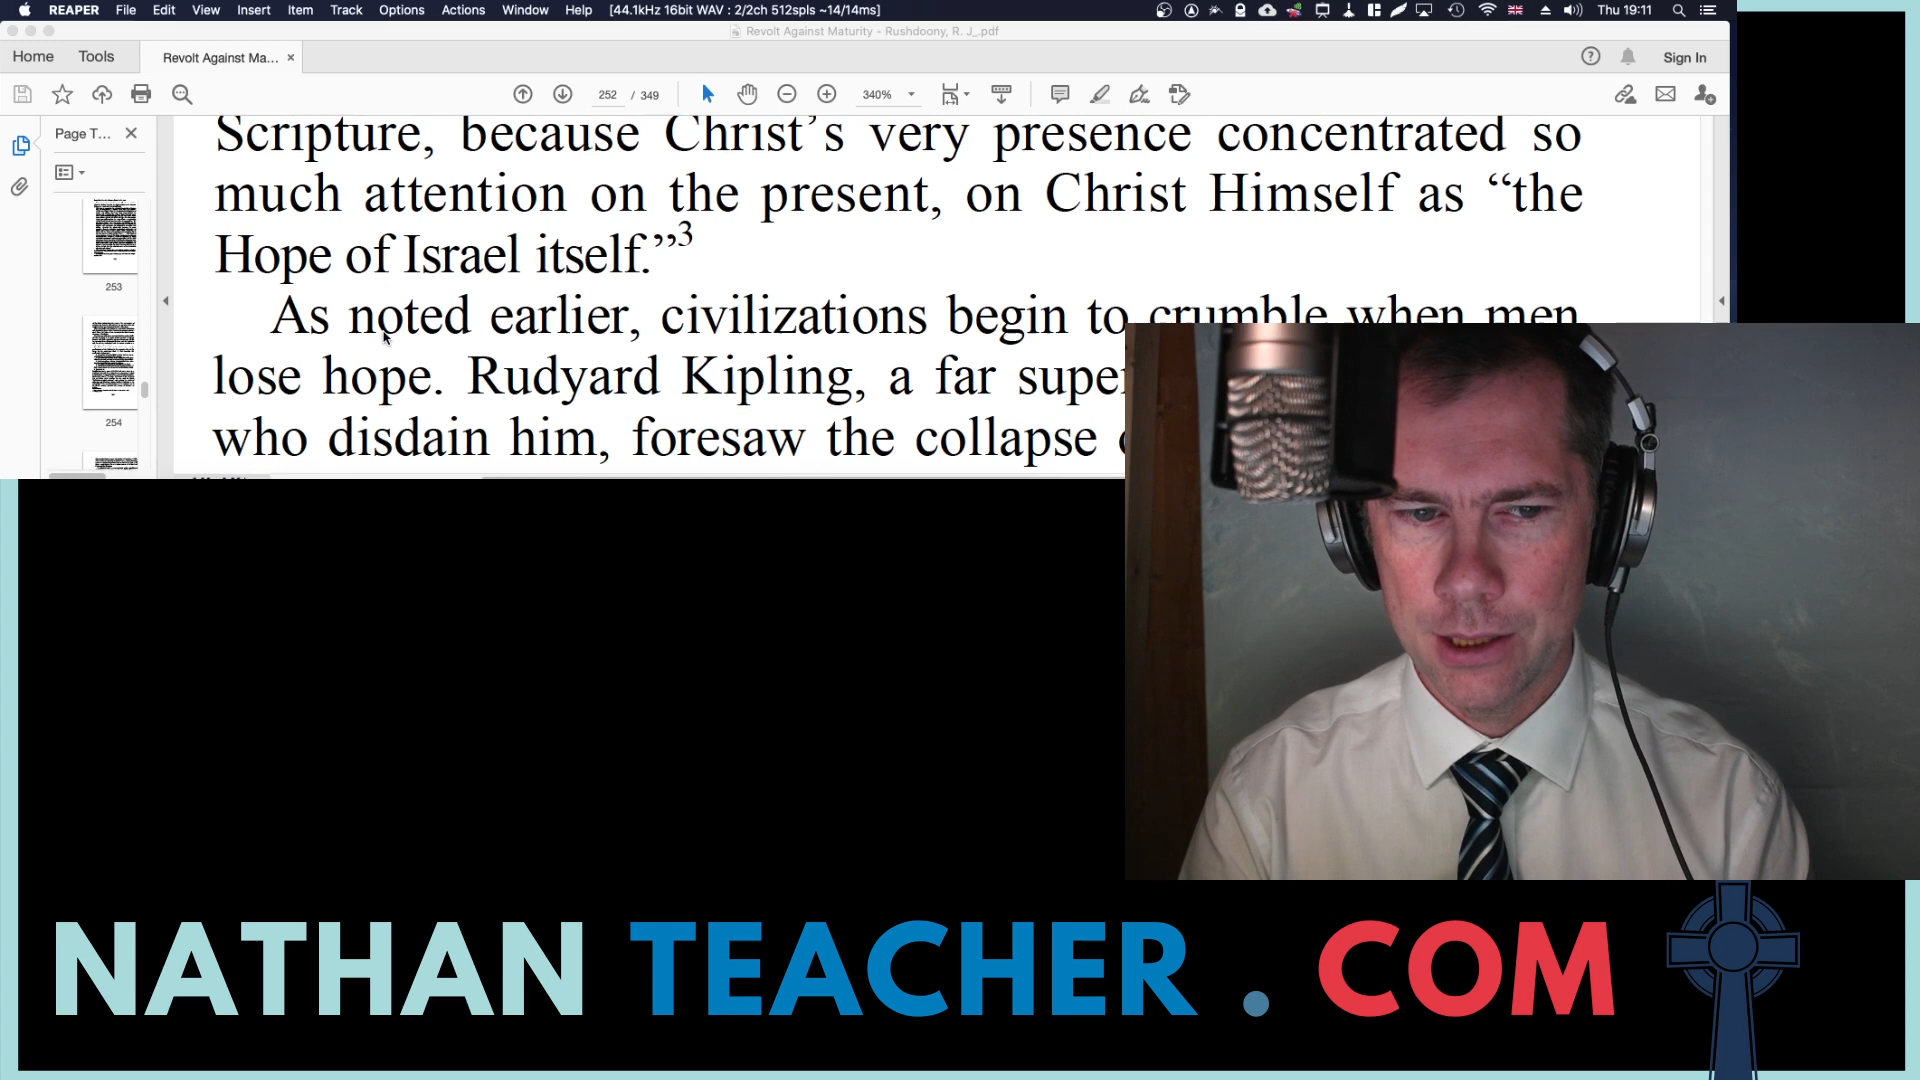 REAPER File Edit View Insert Item Track Options Actions Window Help [44.1kHz 16bit WAV : 2/2ch 512spls ~14/14ms] Thu 19:11
Revolt Against Maturity - Rushdoony, R. J_.pdf
Home Tools Revolt Against Ma... × Sign In
252 / 349 340%
Page T...
253
254
Scripture, because Christ’s very presence concentrated so
much attention on the present, on Christ Himself as “the
Hope of Israel itself.”3
As noted earlier, civilizations begin to crumble when men
lose hope. Rudyard Kipling, a far
who disdain him, foresaw the collapse
NATHAN TEACHER . COM